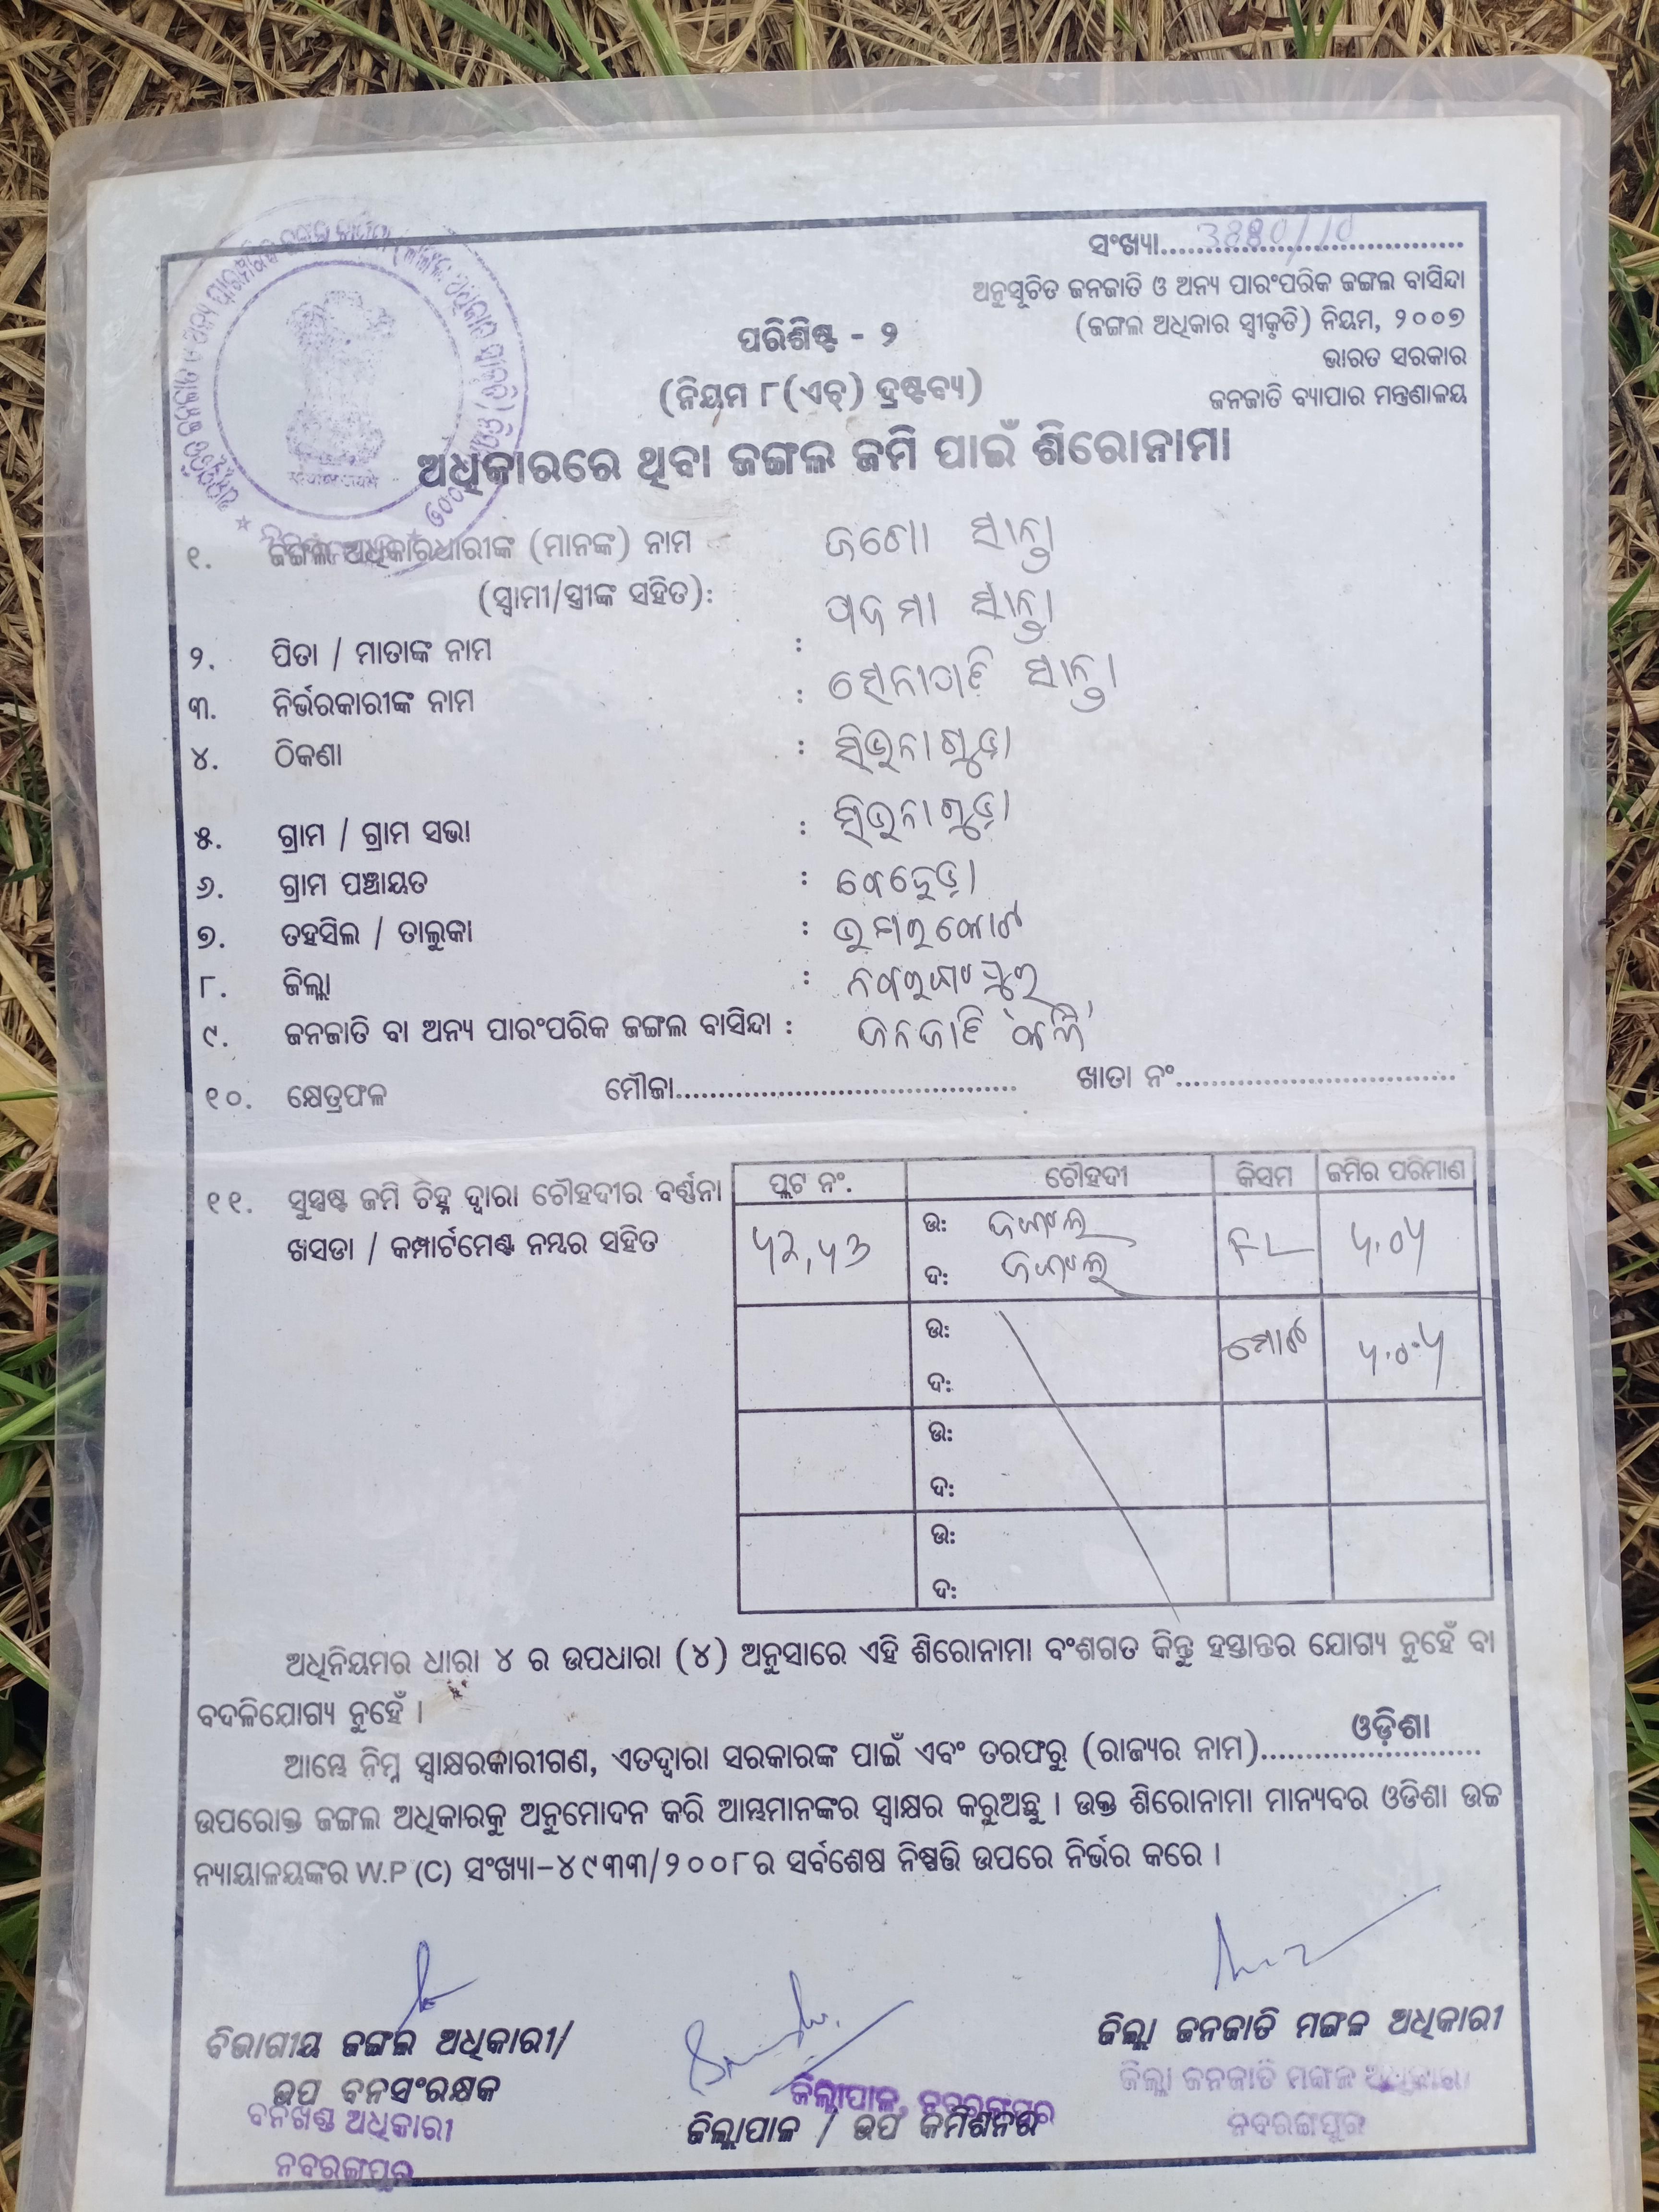 ସଂଖ୍ୟା..................................
ଅନୁସୂଚିତ ଜନଜାତି ଓ ଅନ୍ୟ ପାରଂପରିକ ଜଙ୍ଗଲ ବାସିନ୍ଦା
(ଜଙ୍ଗଲ ଅଧିକାର ସ୍ୱୀକୃତି) ନିୟମ, ୨୦୦୭
ଭାରତ ସରକାର
ଜନଜାତି ବ୍ୟାପାର ମନ୍ତ୍ରଣାଳୟ
ପରିଶିଷ୍ଟ - ୨
(ନିୟମ ୮(ଏଚ୍) ଦ୍ରଷ୍ଟବ୍ୟ)
ଅଧିକାରରେ ଥିବା ଜଙ୍ଗଲ ଜମି ପାଇଁ ଶିରୋନାମା
୧. ଜଙ୍ଗଲ ଅଧିକାରଧାରୀଙ୍କ (ମାନଙ୍କ) ନାମ ସାନ୍ତା
(ସ୍ୱାମୀ/ସ୍ତ୍ରୀଙ୍କ ସହିତ): ପଦମା ସାନ୍ତା
୨. ପିତା / ମାତାଙ୍କ ନାମ : ସାନ୍ତା
୩. ନିର୍ଭରକାରୀଙ୍କ ନାମ :
୪. ଠିକଣା :
୫. ଗ୍ରାମ / ଗ୍ରାମ ସଭା :
୬. ଗ୍ରାମ ପଞ୍ଚାୟତ :
୭. ତହସିଲ / ତାଲୁକା :
୮. ଜିଲ୍ଲା : ନବରଙ୍ଗପୁର
୯. ଜନଜାତି ବା ଅନ୍ୟ ପାରଂପରିକ ଜଙ୍ଗଲ ବାସିନ୍ଦା : ଜନଜାତି
୧୦. କ୍ଷେତ୍ରଫଳ ମୌଜା...................................... ଖାତା ନଂ...............................
୧୧. ସୁସ୍ପଷ୍ଟ ଜମି ଚିହ୍ନ ଦ୍ୱାରା ଚୌହଦୀର ବର୍ଣ୍ଣନା
ଖସଡା / କମ୍ପାର୍ଟମେଣ୍ଟ ନମ୍ବର ସହିତ
ପ୍ଲଟ ନଂ. ଚୌହଦୀ କିସମ ଜମିର ପରିମାଣ
୫୨,୫୩ ଉ: ଜଙ୍ଗଲ FL ୫.୦୫
ଦ: ଜଙ୍ଗଲ
ଉ: ମୋଟ ୫.୦୫
ଦ:
ଉ:
ଦ:
ଉ:
ଦ:
ଅଧିନିୟମର ଧାରା ୪ ର ଉପଧାରା (୪) ଅନୁସାରେ ଏହି ଶିରୋନାମା ବଂଶଗତ କିନ୍ତୁ ହସ୍ତାନ୍ତର ଯୋଗ୍ୟ ନୁହେଁ ବା
ବଦଳିଯୋଗ୍ୟ ନୁହେଁ ।
ଆମ୍ଭେ ନିମ୍ନ ସ୍ୱାକ୍ଷରକାରୀଗଣ, ଏତଦ୍ୱାରା ସରକାରଙ୍କ ପାଇଁ ଏବଂ ତରଫରୁ (ରାଜ୍ୟର ନାମ)......ଓଡ଼ିଶା......
ଉପରୋକ୍ତ ଜଙ୍ଗଲ ଅଧିକାରକୁ ଅନୁମୋଦନ କରି ଆମ୍ଭମାନଙ୍କର ସ୍ୱାକ୍ଷର କରୁଅଛୁ । ଉକ୍ତ ଶିରୋନାମା ମାନ୍ୟବର ଓଡିଶା ଉଚ୍ଚ
ନ୍ୟାୟାଳୟଙ୍କର W.P (C) ସଂଖ୍ୟା-୪୯୩୩/୨୦୦୮ର ସର୍ବଶେଷ ନିଷ୍ପତ୍ତି ଉପରେ ନିର୍ଭର କରେ ।
ବିଭାଗୀୟ ଜଙ୍ଗଲ ଅଧିକାରୀ/
ଉପ ବନସଂରକ୍ଷକ
ବନଖଣ୍ଡ ଅଧିକାରୀ
ନବରଙ୍ଗପୁର
ଜିଲ୍ଲାପାଳ, ନବରଙ୍ଗପୁର
ଜିଲ୍ଲାପାଳ / ଉପ କମିଶନର
ଜିଲ୍ଲା ଜନଜାତି ମଙ୍ଗଳ ଅଧିକାରୀ
ଜିଲ୍ଲା ଜନଜାତି ମଙ୍ଗଳ ଅଧିକାରୀ
ନବରଙ୍ଗପୁର